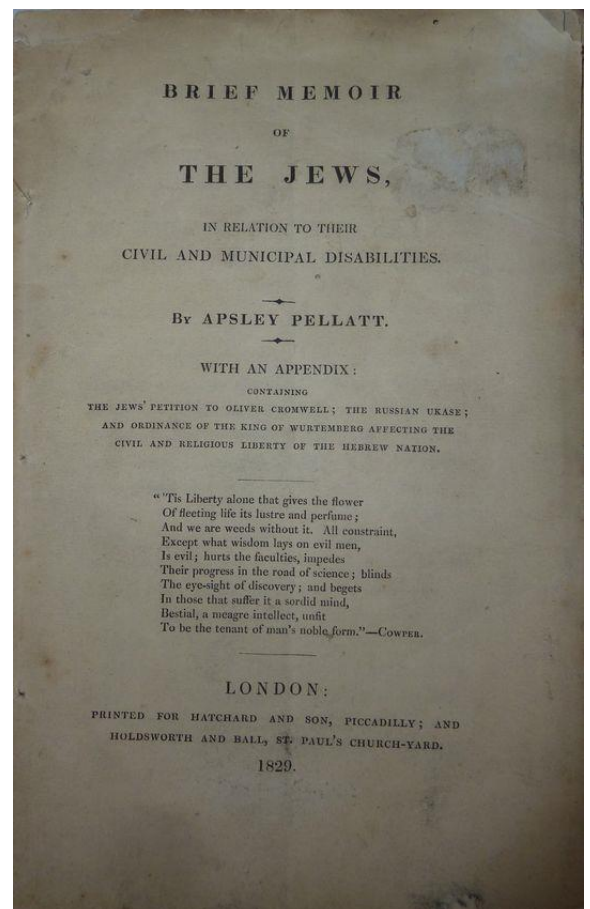 BRIEF MEMOIR
OF
THE JEWS,
IN RELATION TO THEIR
CIVIL AND MUNICIPAL DISABILITIES.
By APSLEY PELLATT.
WITH AN APPENDIX:
CONTAINING
THE JEWS' PETITION TO OLIVER CROMWELL; THE RUSSIAN UKASE;
AND ORDINANCE OF THE KING OF WURTEMBERG AFFECTING THE
CIVIL AND RELIGIOUS LIBERTY OF THE HEBREW NATION.
"'Tis Liberty alone that gives the flower
Of fleeting life its lustre and perfume;
And we are weeds without it. All constraint,
Except what wisdom lays on evil men,
Is evil; hurts the faculties, impedes
Their progress in the road of science; blinds
The eye-sight of discovery; and begets
In those that suffer it a sordid mind,
Bestial, a meagre intellect, unfit
To be the tenant of man's noble form."—COWPER.
LONDON:
PRINTED FOR HATCHARD AND SON, PICCADILLY; AND
HOLDSWORTH AND BALL, ST. PAUL'S CHURCH-YARD.
1829.